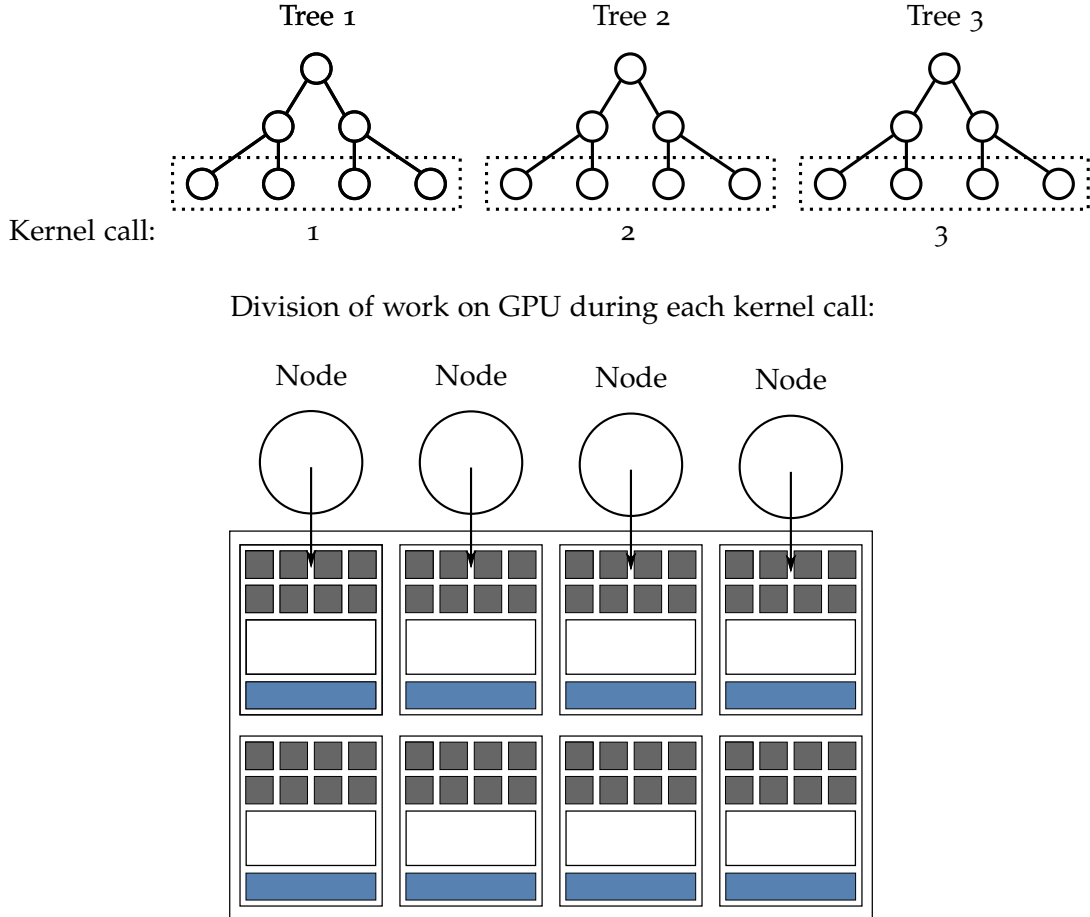 Tree 1 Tree 2 Tree 3
Kernel call: 1 2 3
Division of work on GPU during each kernel call:
Node Node Node Node